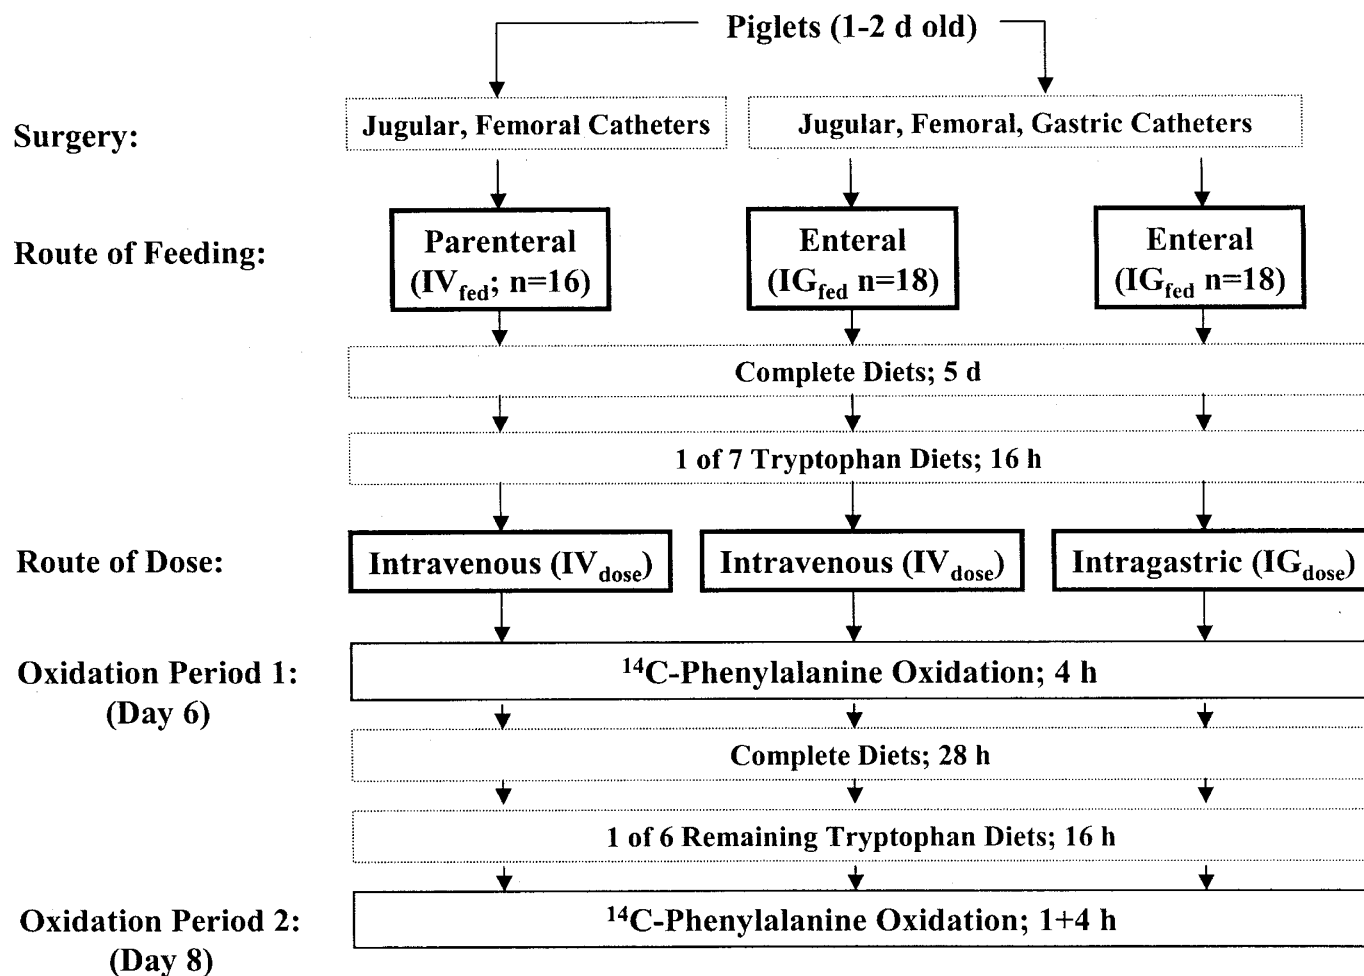 Piglets (1-2 d old)
Surgery:
Jugular, Femoral Catheters
Jugular, Femoral, Gastric Catheters
Route of Feeding:
Parenteral
(IVfed; n=16)
Enteral
(IGfed n=18)
Enteral
(IGfed n=18)
Complete Diets; 5 d
1 of 7 Tryptophan Diets; 16 h
Route of Dose:
Intravenous (IVdose)
Intravenous (IVdose)
Intragastric (IGdose)
Oxidation Period 1:
(Day 6)
14C-Phenylalanine Oxidation; 4 h
Complete Diets; 28 h
1 of 6 Remaining Tryptophan Diets; 16 h
Oxidation Period 2:
(Day 8)
14C-Phenylalanine Oxidation; 1+4 h